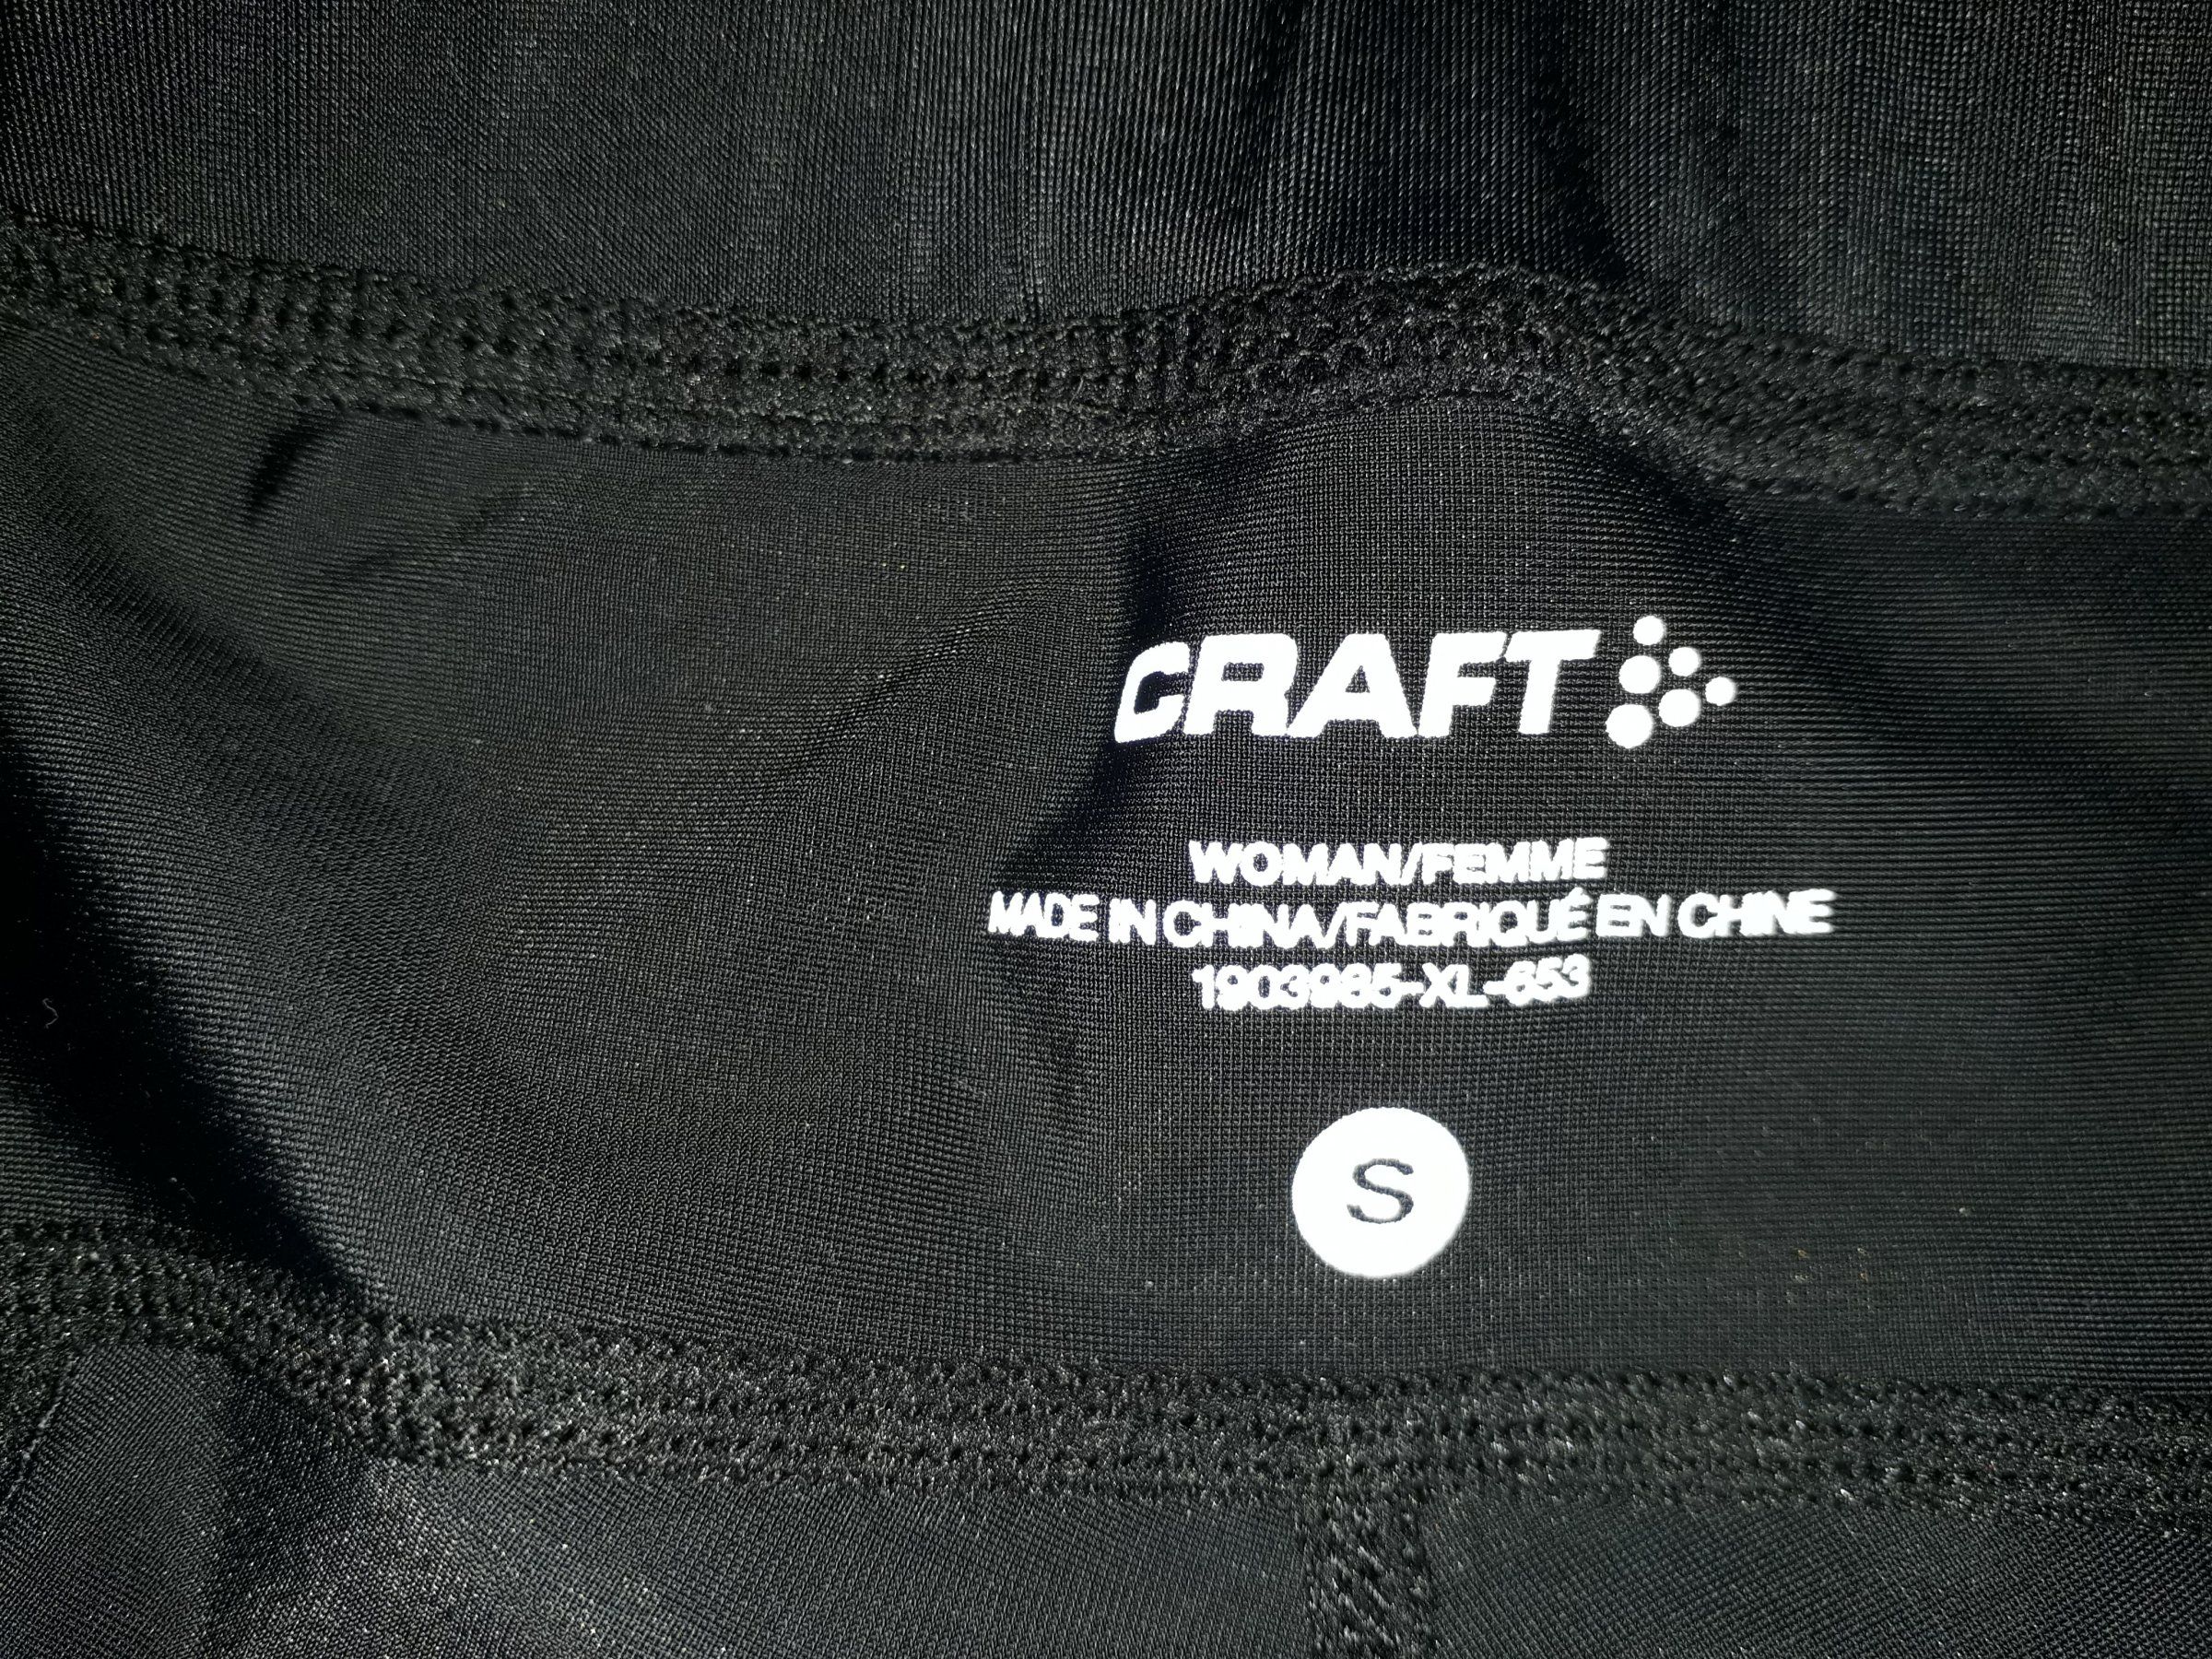 CRAFT
WOMAN/FEMME
MADE IN CHINA/FABRIQUÉ EN CHINE
1903985-XL-653
S